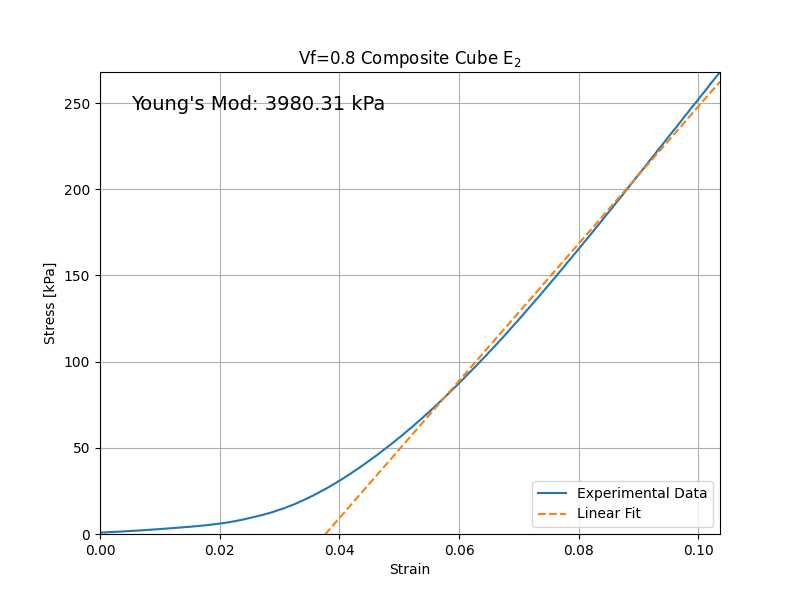 Vf=0.8 Composite Cube E₂
Young's Mod: 3980.31 kPa
250
200
150
100
50
0
Stress [kPa]
0.00 0.02 0.04 0.06 0.08 0.10
Strain
Experimental Data
Linear Fit